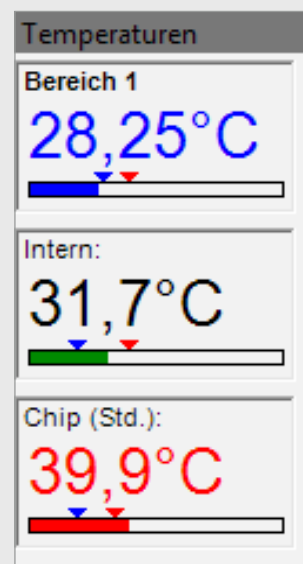 Temperaturen
Bereich 1
28,25°C
Intern:
31,7°C
Chip (Std.):
39,9°C